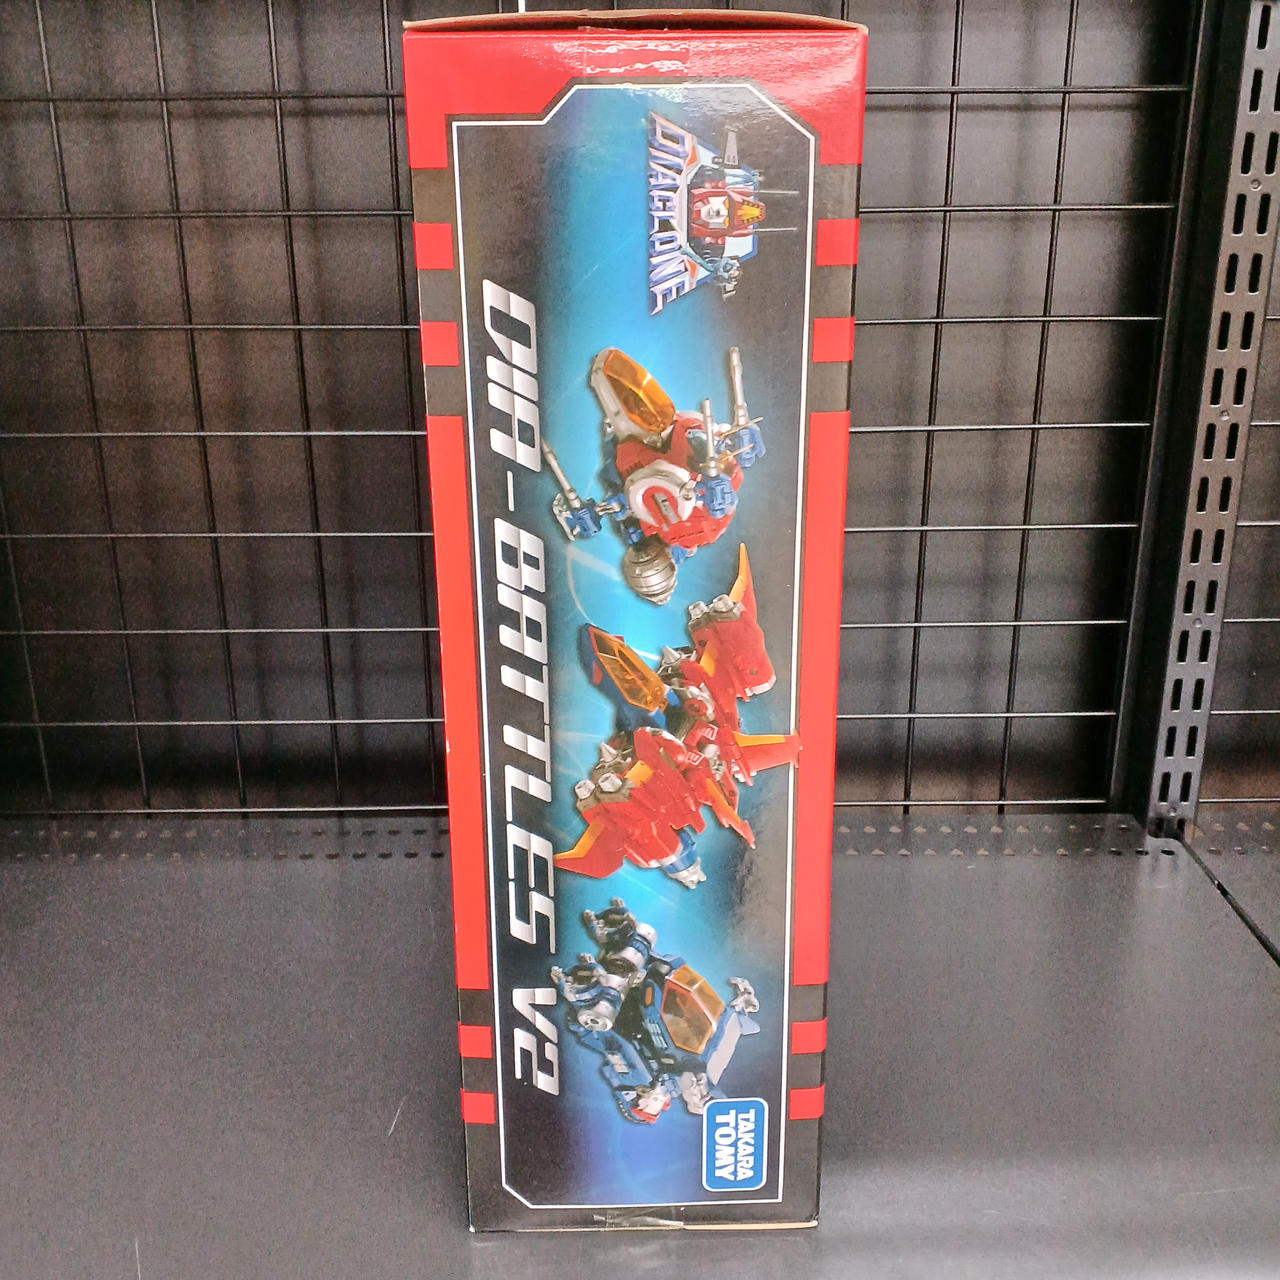 DIACLONE
DIA-BATTLES V2
TAKARA
TOMY